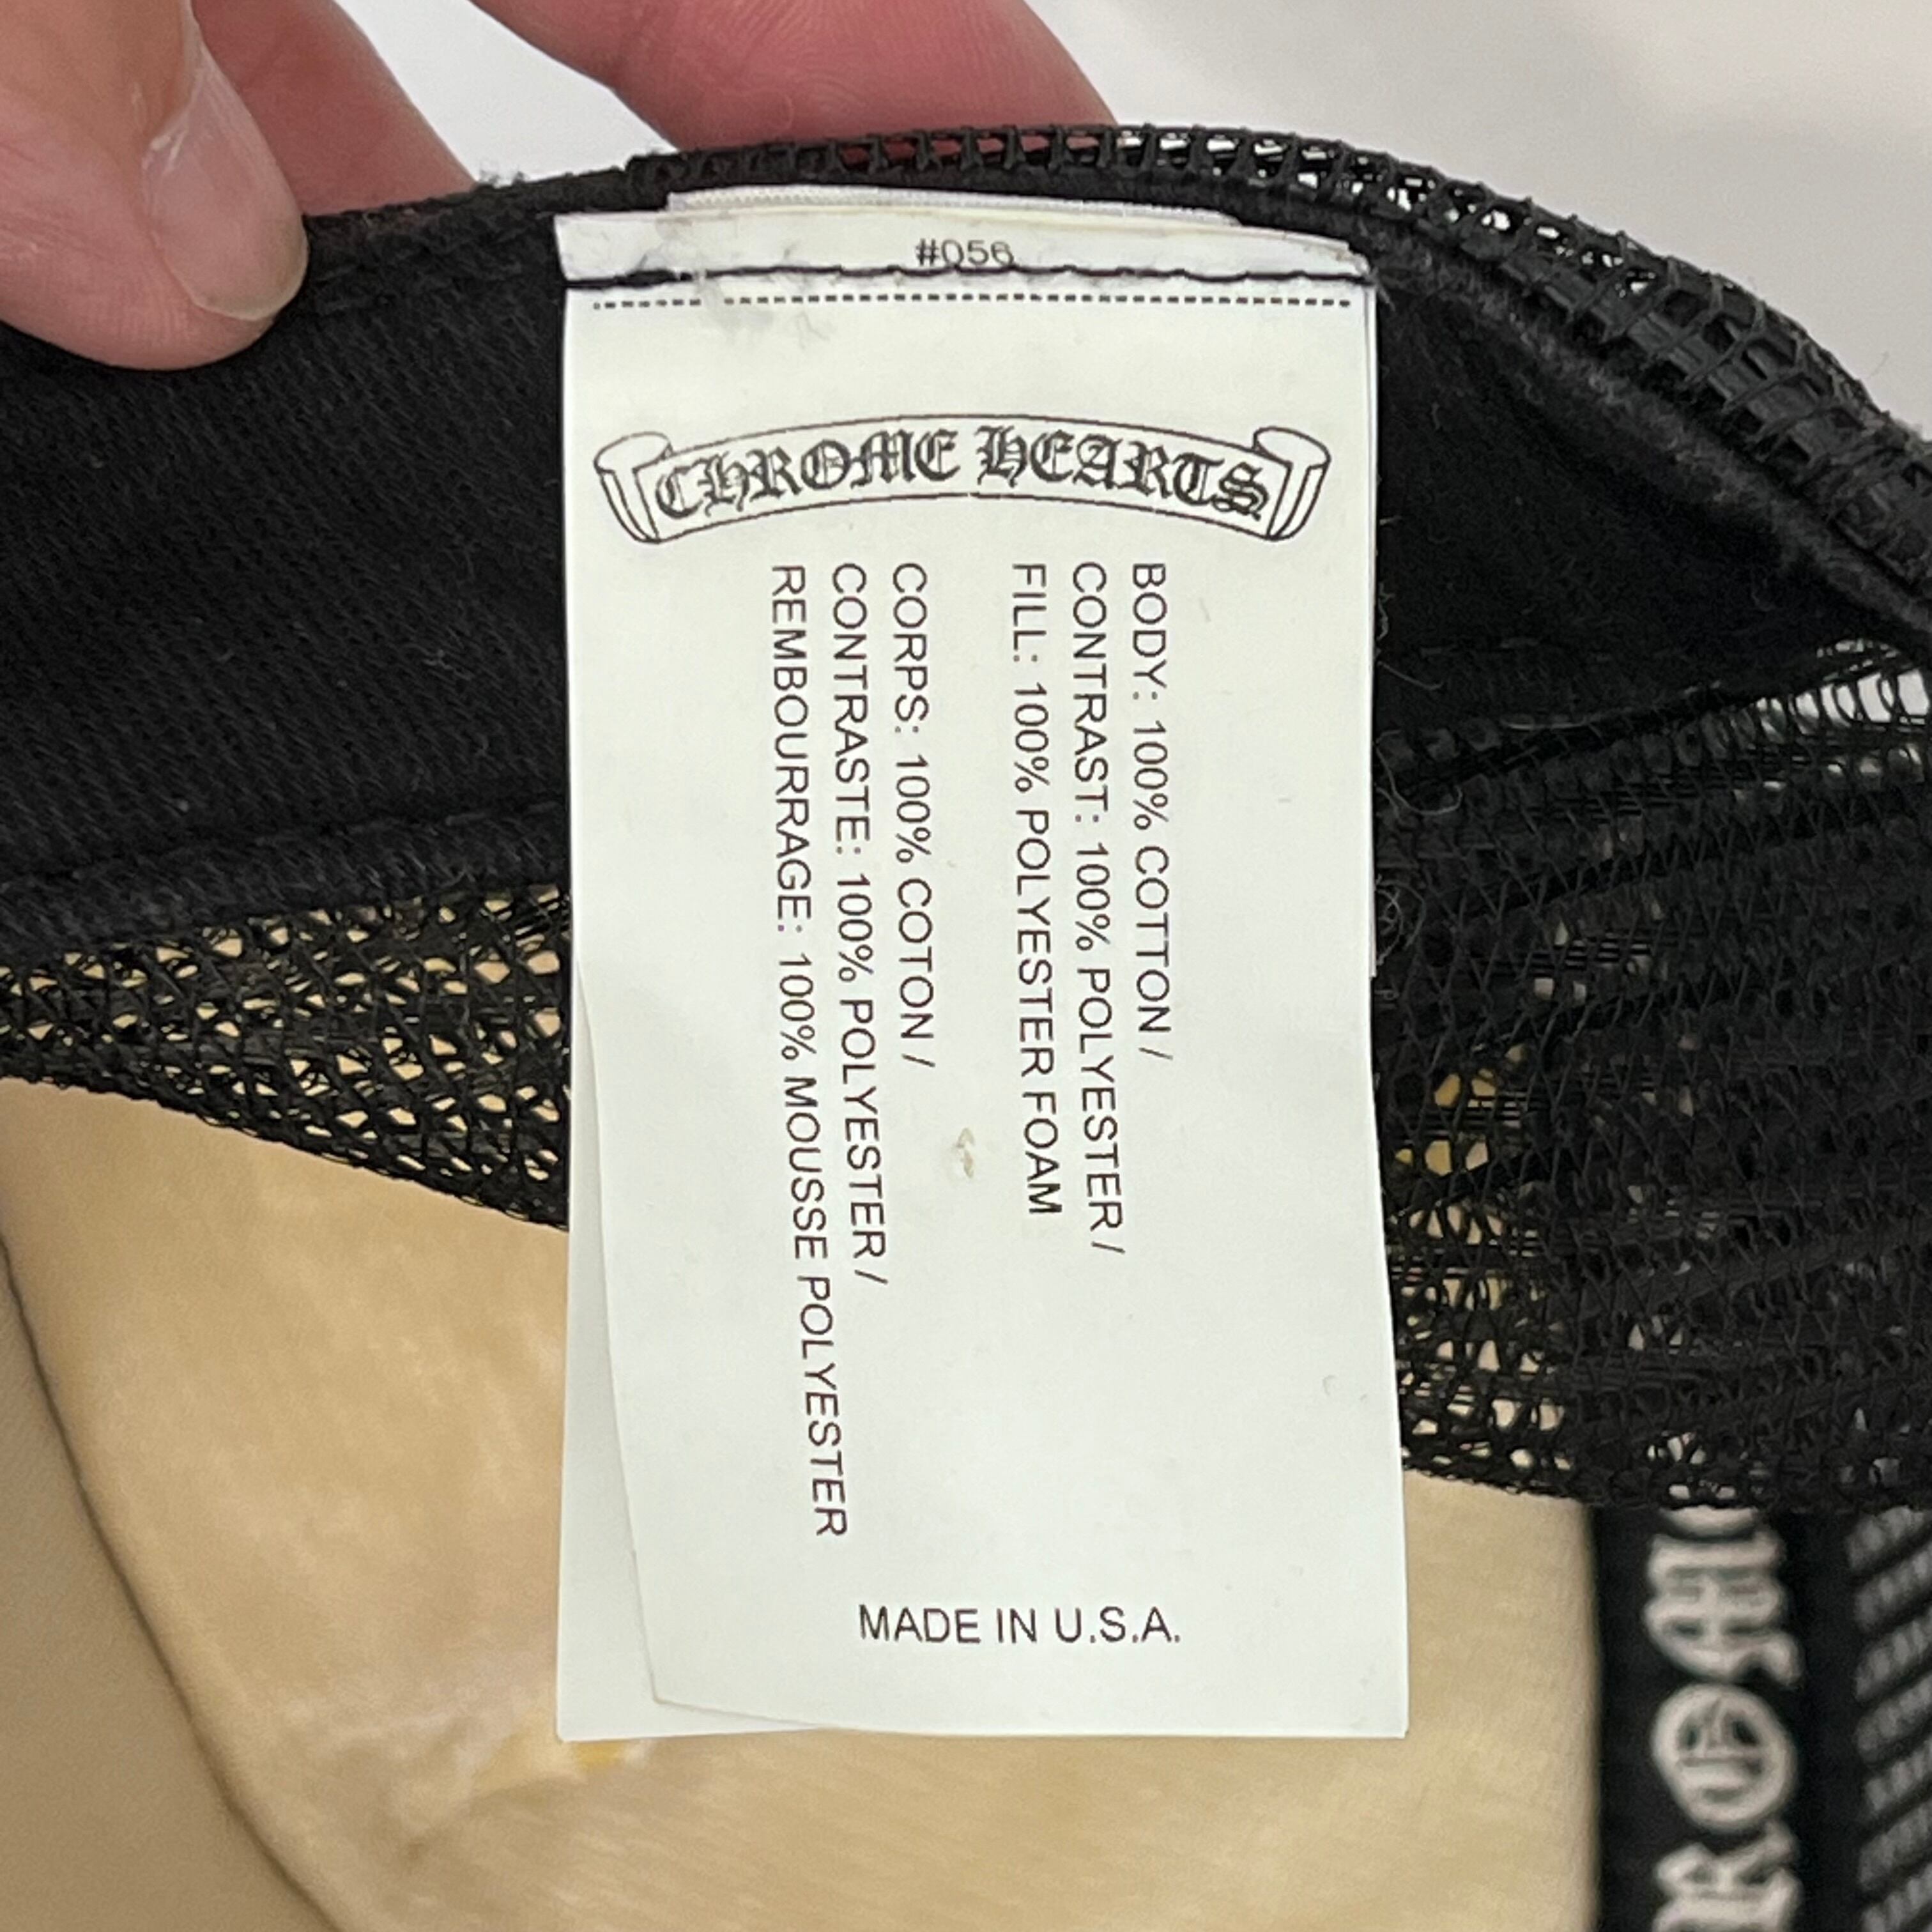 #056
CHROME HEARTS
BODY: 100% COTTON /
CONTRAST: 100% POLYESTER /
FILL: 100% POLYESTER FOAM
CORPS: 100% COTON /
CONTRASTE: 100% POLYESTER /
REMBOURRAGE: 100% MOUSSE POLYESTER
MADE IN U.S.A.